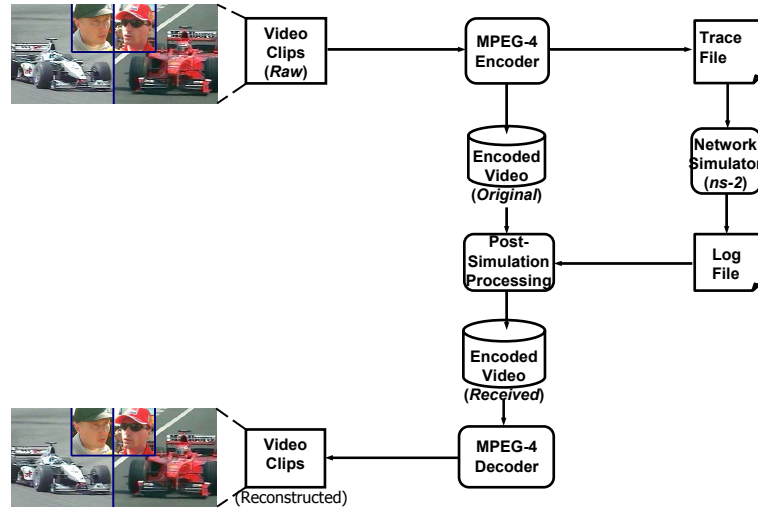 Video
Clips
(Raw)
MPEG-4
Encoder
Trace
File
Encoded
Video
(Original)
Network
Simulator
(ns-2)
Post-
Simulation
Processing
Log
File
Encoded
Video
(Received)
Video
Clips
(Reconstructed)
MPEG-4
Decoder